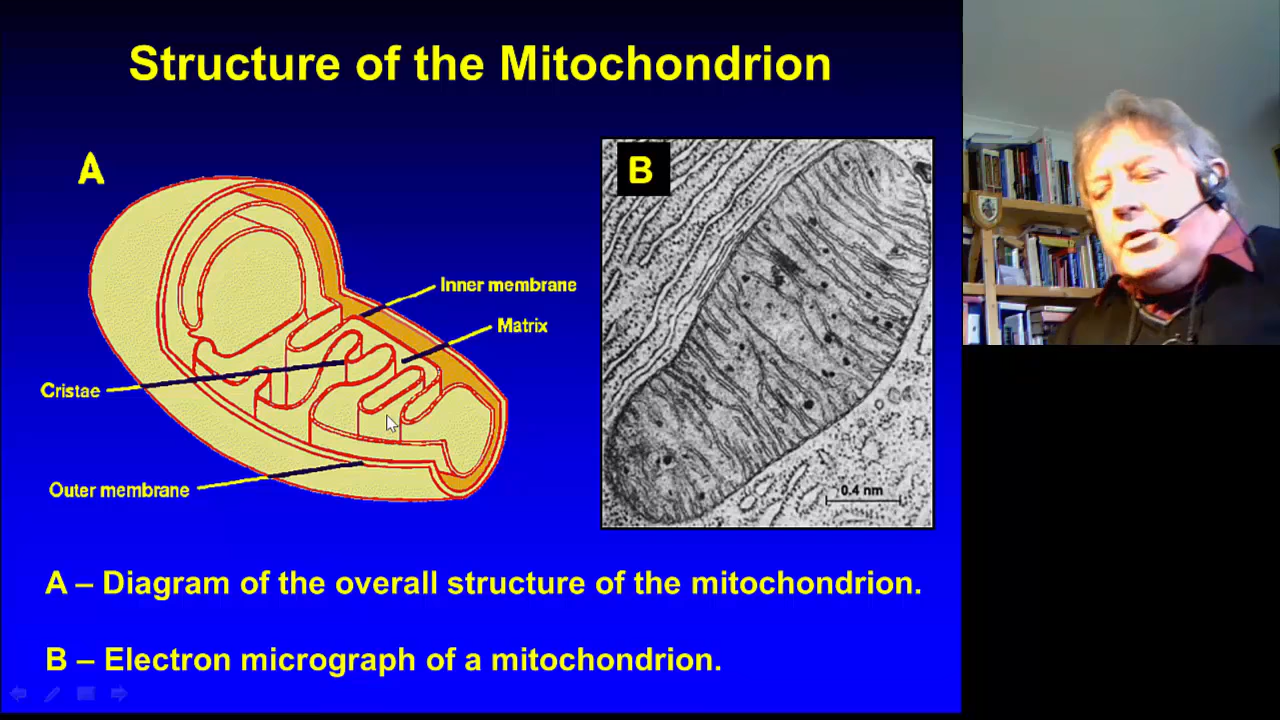 Structure of the Mitochondrion
A
B
Inner membrane
Matrix
Cristae
Outer membrane
0.4 nm
A – Diagram of the overall structure of the mitochondrion.
B – Electron micrograph of a mitochondrion.